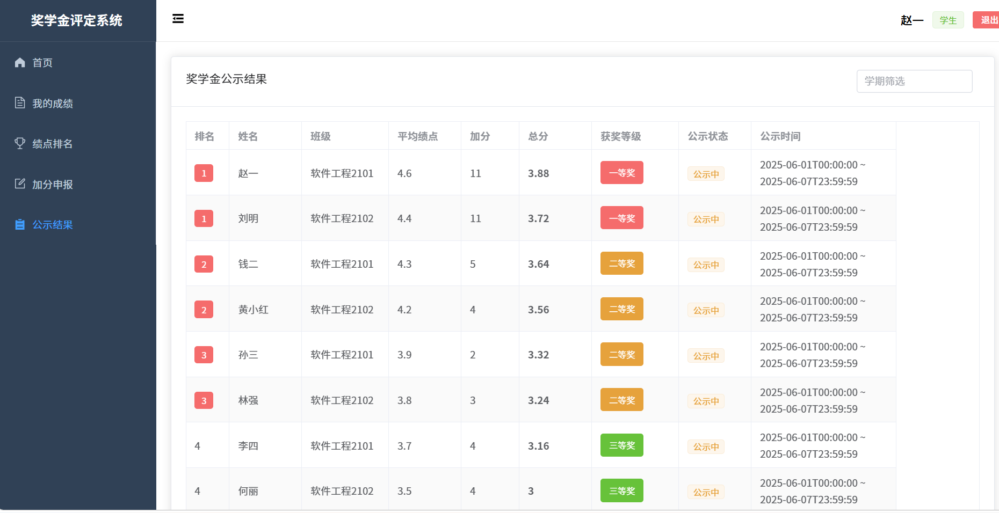 奖学金评定系统
赵一 学生 退出
首页
我的成绩
绩点排名
加分申报
公示结果
奖学金公示结果
学期筛选
排名 姓名 班级 平均绩点 加分 总分 获奖等级 公示状态 公示时间
1 赵一 软件工程2101 4.6 11 3.88 一等奖 公示中 2025-06-01T00:00:00 ~
2025-06-07T23:59:59
1 刘明 软件工程2102 4.4 11 3.72 一等奖 公示中 2025-06-01T00:00:00 ~
2025-06-07T23:59:59
2 钱二 软件工程2101 4.3 5 3.64 二等奖 公示中 2025-06-01T00:00:00 ~
2025-06-07T23:59:59
2 黄小红 软件工程2102 4.2 4 3.56 二等奖 公示中 2025-06-01T00:00:00 ~
2025-06-07T23:59:59
3 孙三 软件工程2101 3.9 2 3.32 二等奖 公示中 2025-06-01T00:00:00 ~
2025-06-07T23:59:59
3 林强 软件工程2102 3.8 3 3.24 二等奖 公示中 2025-06-01T00:00:00 ~
2025-06-07T23:59:59
4 李四 软件工程2101 3.7 4 3.16 三等奖 公示中 2025-06-01T00:00:00 ~
2025-06-07T23:59:59
4 何丽 软件工程2102 3.5 4 3 三等奖 公示中 2025-06-01T00:00:00 ~
2025-06-07T23:59:59